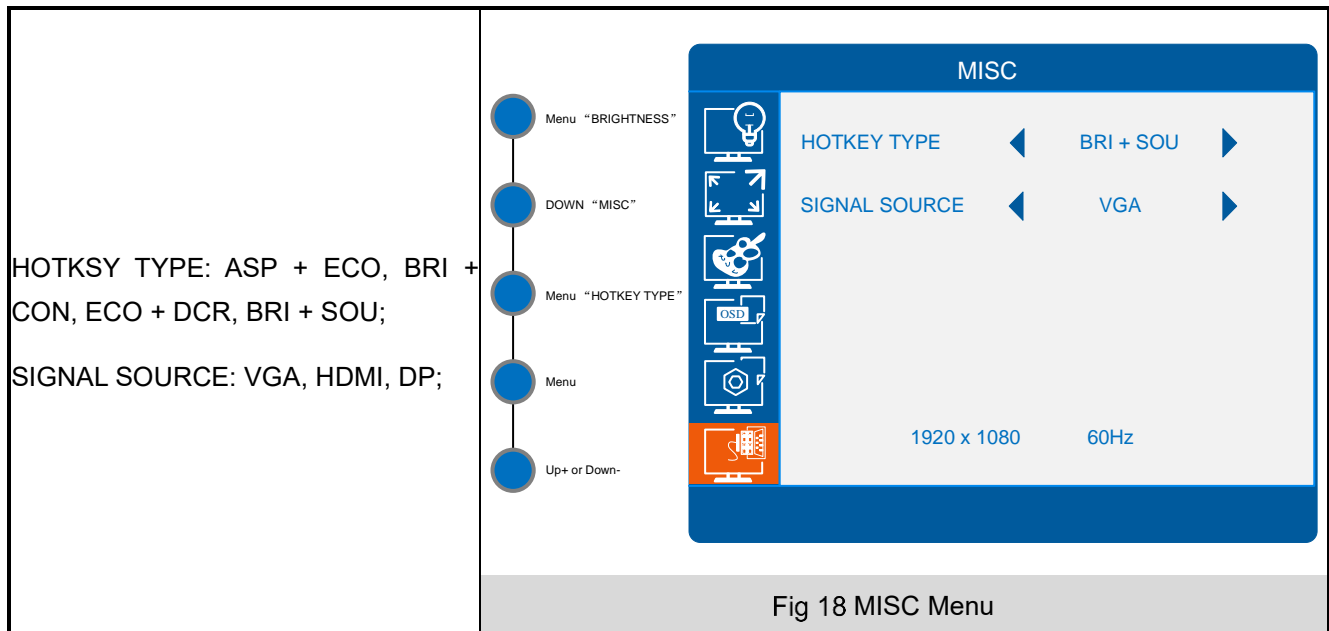 HOTKSY TYPE: ASP + ECO, BRI +
CON, ECO + DCR, BRI + SOU;
SIGNAL SOURCE: VGA, HDMI, DP;
Menu “BRIGHTNESS”
DOWN “MISC”
Menu “HOTKEY TYPE”
Menu
Up+ or Down-
MISC
HOTKEY TYPE BRI + SOU
SIGNAL SOURCE VGA
OSD
1920 x 1080 60Hz
Fig 18 MISC Menu